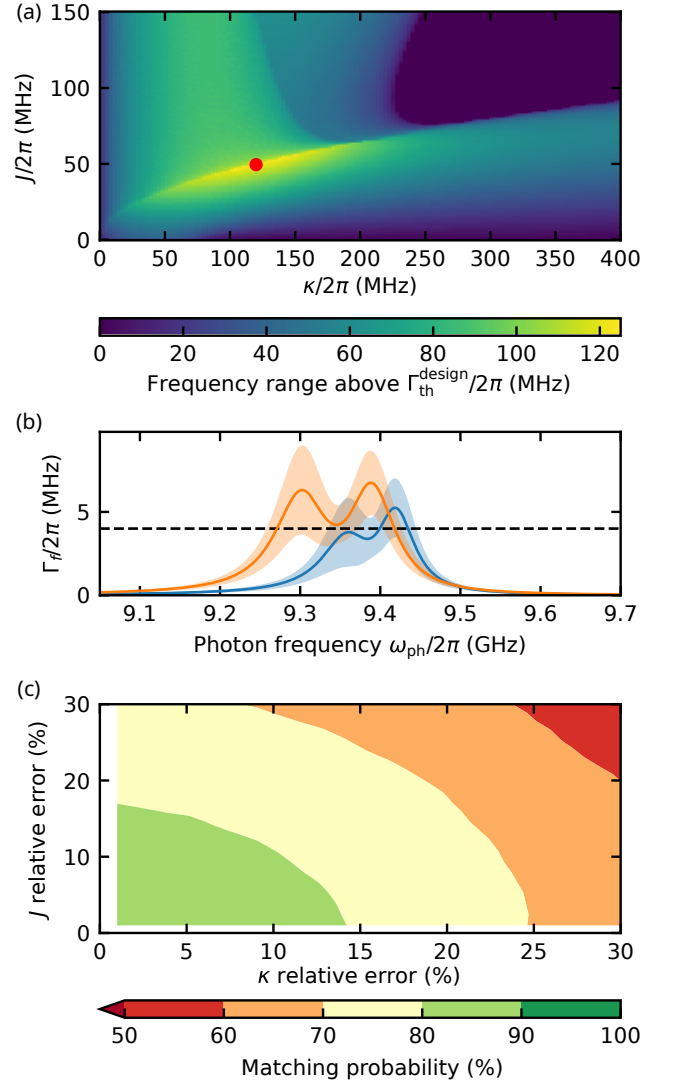 (a)
150
100
50
0
J/2π (MHz)
0 50 100 150 200 250 300 350 400
κ/2π (MHz)
0 20 40 60 80 100 120
Frequency range above Γ_th^design/2π (MHz)
(b)
5
0
Γ_f/2π (MHz)
9.1 9.2 9.3 9.4 9.5 9.6 9.7
Photon frequency ω_ph/2π (GHz)
(c)
30
20
10
0
J relative error (%)
0 5 10 15 20 25 30
κ relative error (%)
50 60 70 80 90 100
Matching probability (%)